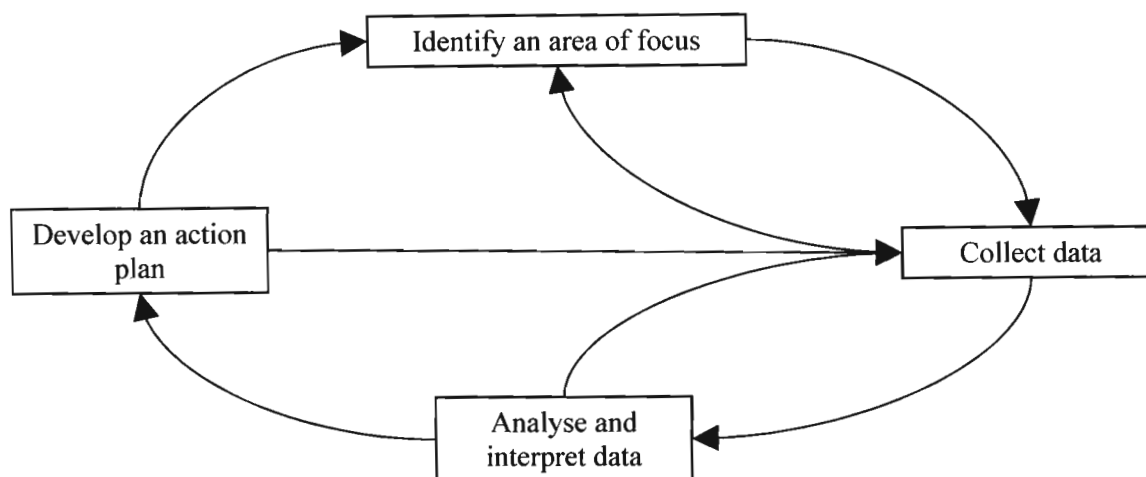 Identify an area of focus
Develop an action
plan
Collect data
Analyse and
interpret data